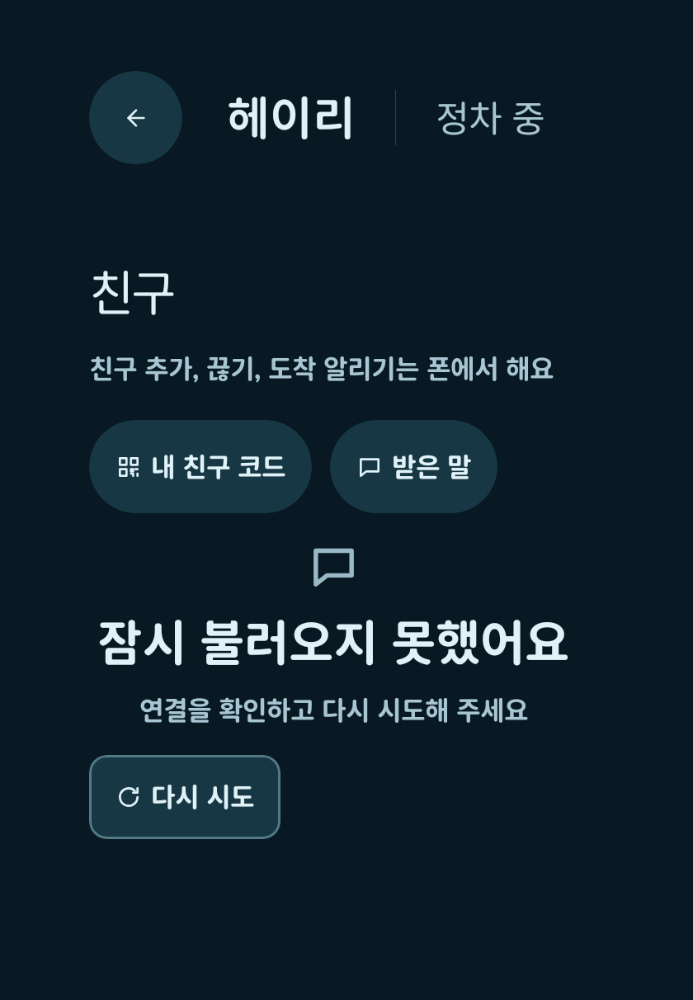 헤이리
정차 중
친구
친구 추가, 끊기, 도착 알리기는 폰에서 해요
내 친구 코드
받은 말
잠시 불러오지 못했어요
연결을 확인하고 다시 시도해 주세요
다시 시도